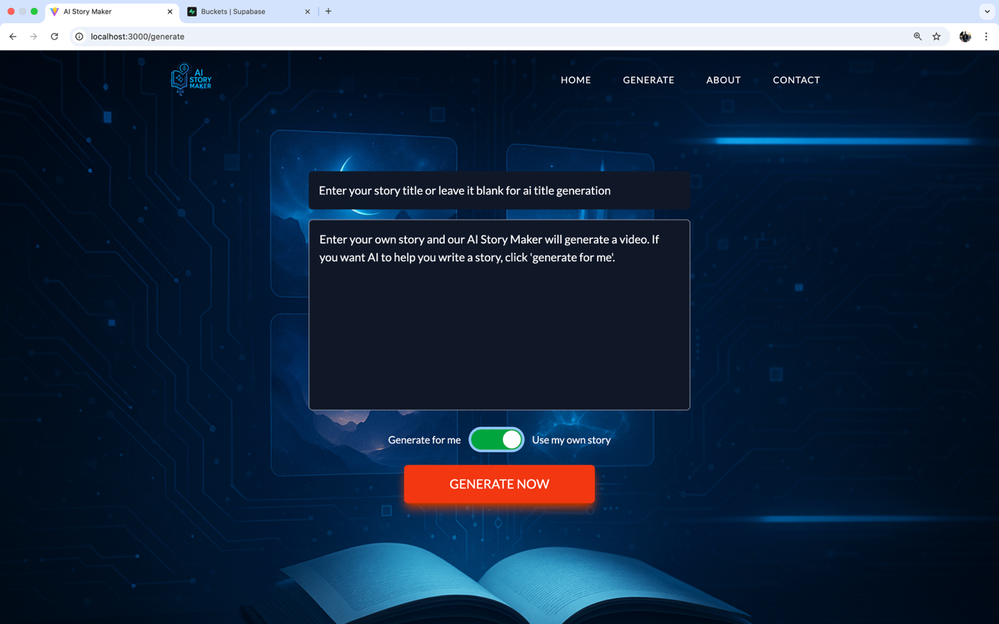 AI Story Maker
Buckets | Supabase
localhost:3000/generate
AI
STORY
MAKER
HOME
GENERATE
ABOUT
CONTACT
Enter your story title or leave it blank for ai title generation
Enter your own story and our AI Story Maker will generate a video. If
you want AI to help you write a story, click 'generate for me'.
Generate for me
Use my own story
GENERATE NOW